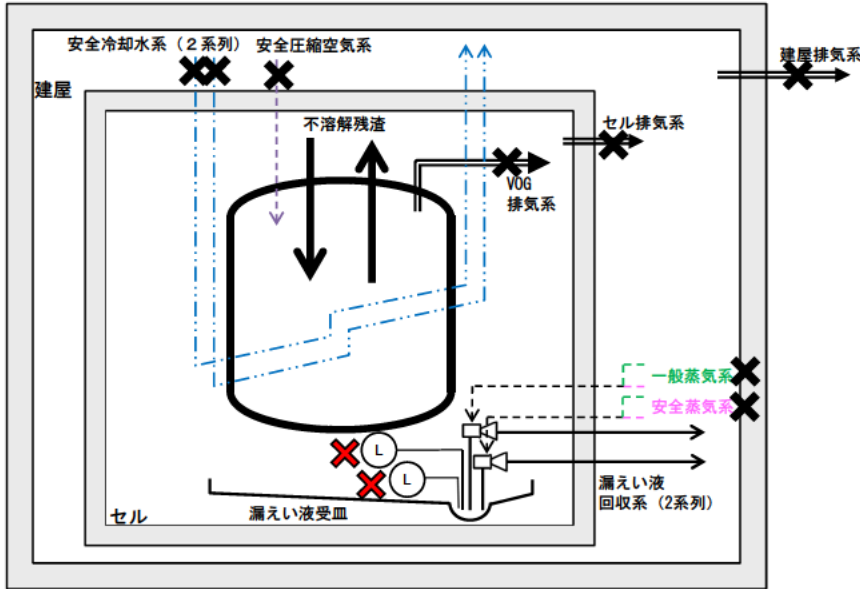 安全冷却水系（２系列）
安全圧縮空気系
建屋排気系
建屋
不溶解残渣
セル排気系
VOG
排気系
一般蒸気系
安全蒸気系
L
L
漏えい液
回収系（2系列）
漏えい液受皿
セル